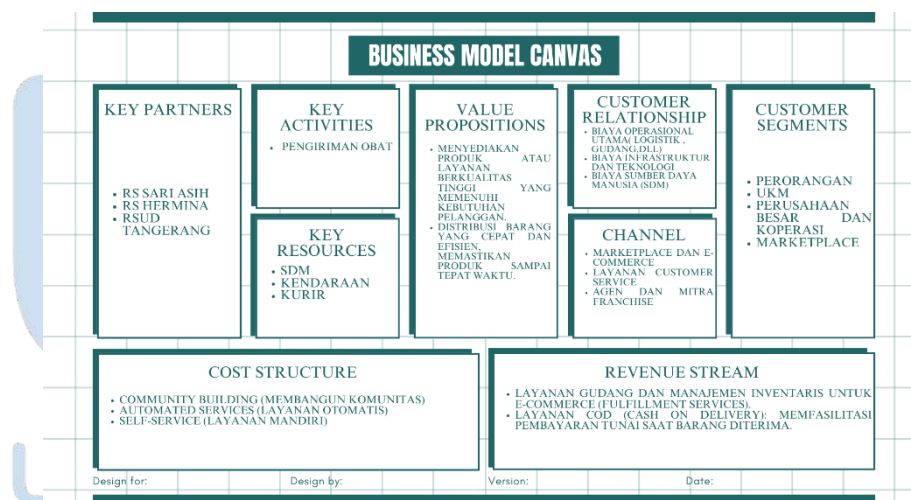 BUSINESS MODEL CANVAS
KEY PARTNERS
• RS SARI ASIH
• RS HERMINA
• RSUD
TANGERANG
KEY
ACTIVITIES
• PENGIRIMAN OBAT
KEY
RESOURCES
• SDM
• KENDARAAN
• KURIR
VALUE
PROPOSITIONS
• MENYEDIAKAN
PRODUK ATAU
LAYANAN
BERKUALITAS
TINGGI YANG
MEMENUHI
KEBUTUHAN
PELANGGAN,
• DISTRIBUSI BARANG
YANG CEPAT DAN
EFISIEN,
MEMASTIKAN
PRODUK SAMPAI
TEPAT WAKTU.
CUSTOMER
RELATIONSHIP
• BIAYA OPERASIONAL
UTAMA( LOGISTIK ,
GUDANG,DLL)
• BIAYA INFRASTRUKTUR
DAN TEKNOLOGI
• BIAYA SUMBER DAYA
MANUSIA (SDM)
CHANNEL
• MARKETPLACE DAN E-
COMMERCE
• LAYANAN CUSTOMER
SERVICE
• AGEN DAN MITRA
FRANCHISE
CUSTOMER
SEGMENTS
• PERORANGAN
• UKM
• PERUSAHAAN
BESAR DAN
KOPERASI
• MARKETPLACE
COST STRUCTURE
• COMMUNITY BUILDING (MEMBANGUN KOMUNITAS)
• AUTOMATED SERVICES (LAYANAN OTOMATIS)
• SELF-SERVICE (LAYANAN MANDIRI)
REVENUE STREAM
• LAYANAN GUDANG DAN MANAJEMEN INVENTARIS UNTUK
E-COMMERCE (FULFILLMENT SERVICES).
• LAYANAN COD (CASH ON DELIVERY): MEMFASILITASI
PEMBAYARAN TUNAI SAAT BARANG DITERIMA.
Design for:
Design by:
Version:
Date: